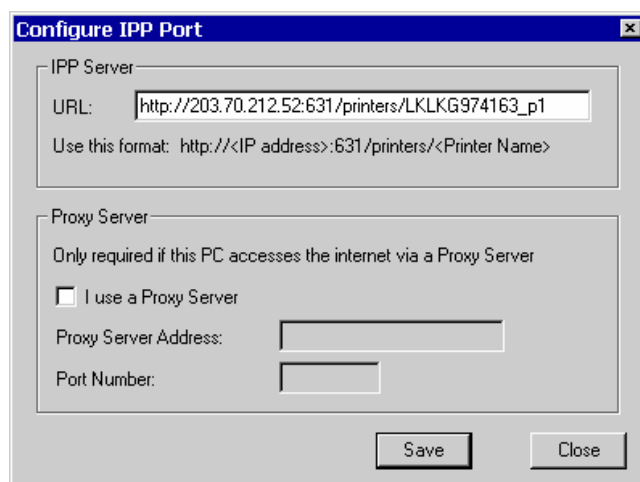 Configure IPP Port
IPP Server
URL: http://203.70.212.52:631/printers/LKLKG974163_p1
Use this format: http://<IP address>:631/printers/<Printer Name>
Proxy Server
Only required if this PC accesses the internet via a Proxy Server
I use a Proxy Server
Proxy Server Address:
Port Number:
Save Close